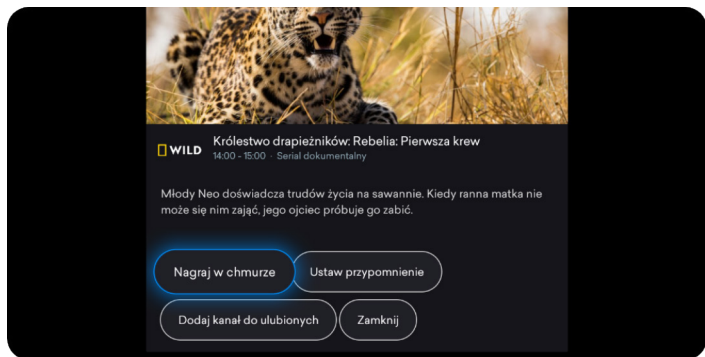 WILD
Królestwo drapieżników: Rebelia: Pierwsza krew
14:00 - 15:00 · Serial dokumentalny
Młody Neo doświadcza trudów życia na sawannie. Kiedy ranna matka nie
może się nim zająć, jego ojciec próbuje go zabić.
Nagraj w chmurze
Ustaw przypomnienie
Dodaj kanał do ulubionych
Zamknij